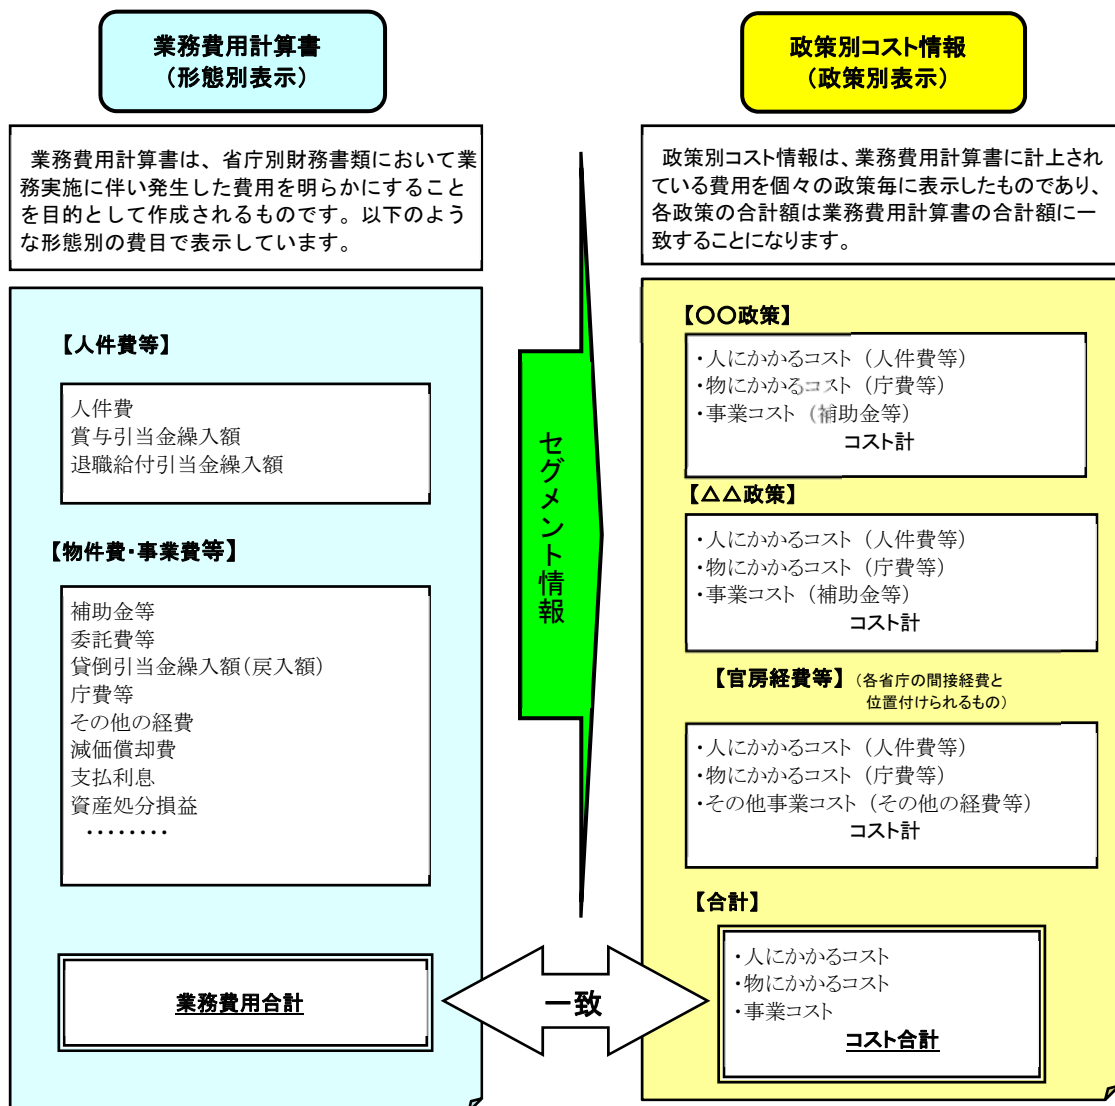 業務費用計算書
（形態別表示）
業務費用計算書は、省庁別財務書類において業
務実施に伴い発生した費用を明らかにすること
を目的として作成されるものです。以下のよう
な形態別の費目で表示しています。
【人件費等】
人件費
賞与引当金繰入額
退職給付引当金繰入額
【物件費・事業費等】
補助金等
委託費等
貸倒引当金繰入額(戻入額)
庁費等
その他の経費
減価償却費
支払利息
資産処分損益
・・・・・・・・
業務費用合計
セグメント情報
一致
政策別コスト情報
（政策別表示）
政策別コスト情報は、業務費用計算書に計上され
ている費用を個々の政策毎に表示したものであり、
各政策の合計額は業務費用計算書の合計額に一
致することになります。
【〇〇政策】
・人にかかるコスト（人件費等）
・物にかかるコスト（庁費等）
・事業コスト（補助金等）
コスト計
【△△政策】
・人にかかるコスト（人件費等）
・物にかかるコスト（庁費等）
・事業コスト（補助金等）
コスト計
【官房経費等】（各省庁の間接経費と
位置付けられるもの）
・人にかかるコスト（人件費等）
・物にかかるコスト（庁費等）
・その他事業コスト（その他の経費等）
コスト計
【合計】
・人にかかるコスト
・物にかかるコスト
・事業コスト
コスト合計